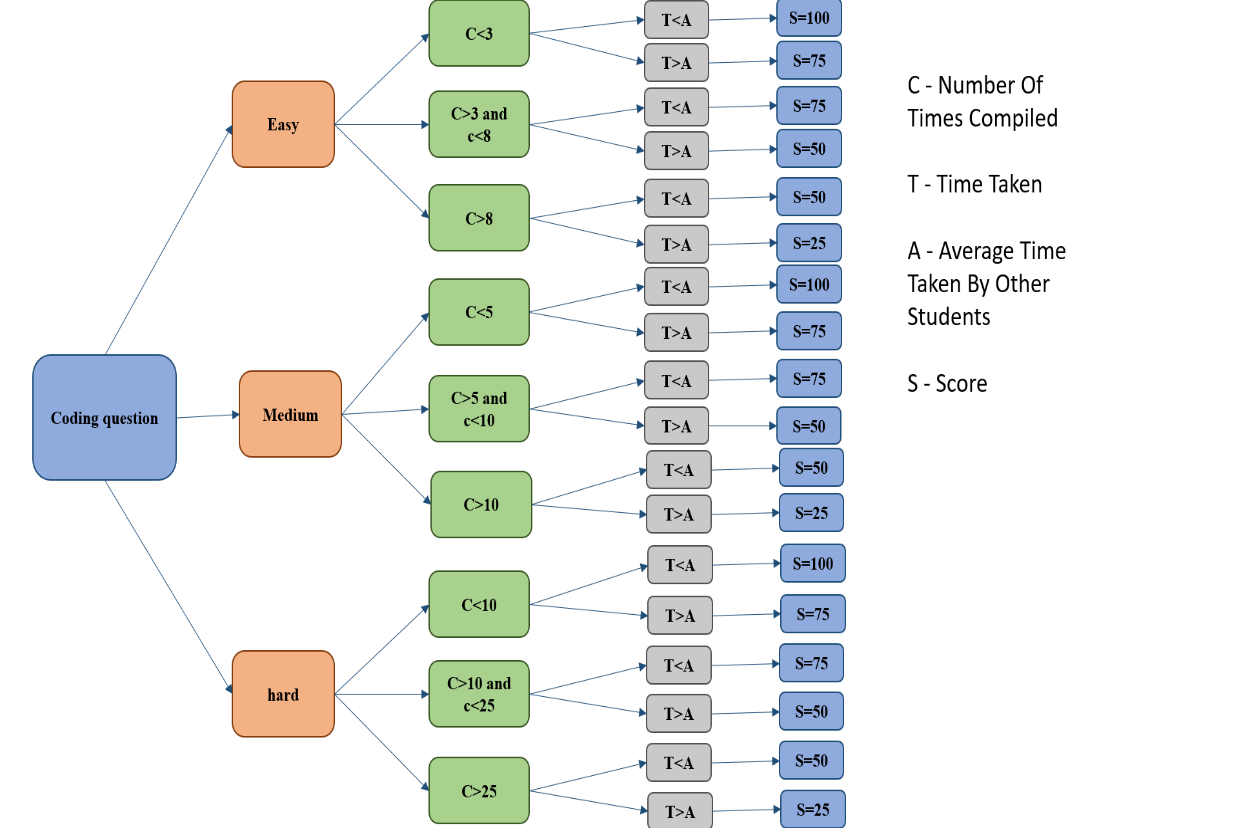 C<3
T<A
S=100
T>A
S=75
Easy
C>3 and
c<8
T<A
S=75
T>A
S=50
C>8
T<A
S=50
T>A
S=25
Coding question
Medium
C<5
T<A
S=100
T>A
S=75
C>5 and
c<10
T<A
S=75
T>A
S=50
C>10
T<A
S=50
T>A
S=25
hard
C<10
T<A
S=100
T>A
S=75
C>10 and
c<25
T<A
S=75
T>A
S=50
C>25
T<A
S=50
T>A
S=25
C - Number Of
Times Compiled
T - Time Taken
A - Average Time
Taken By Other
Students
S - Score